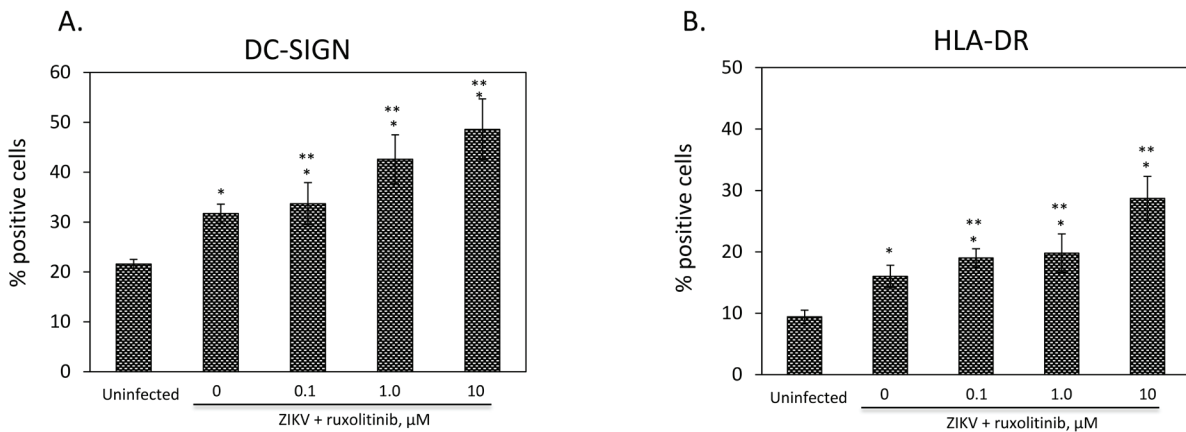 A.
DC-SIGN
% positive cells
60
50
40
30
20
10
0
*
** *
** *
** *
Uninfected 0 0.1 1.0 10
ZIKV + ruxolitinib, μM
B.
HLA-DR
% positive cells
50
40
30
20
10
0
*
** *
** *
** *
Uninfected 0 0.1 1.0 10
ZIKV + ruxolitinib, μM